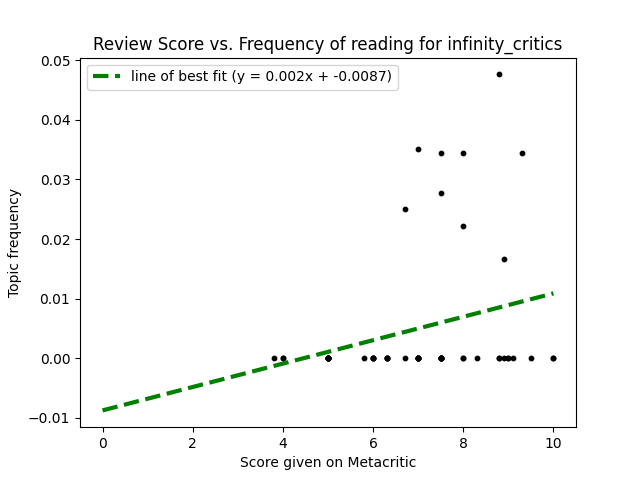 Review Score vs. Frequency of reading for infinity_critics
line of best fit (y = 0.002x + -0.0087)
0.05
0.04
0.03
0.02
0.01
0.00
−0.01
Topic frequency
0 2 4 6 8 10
Score given on Metacritic